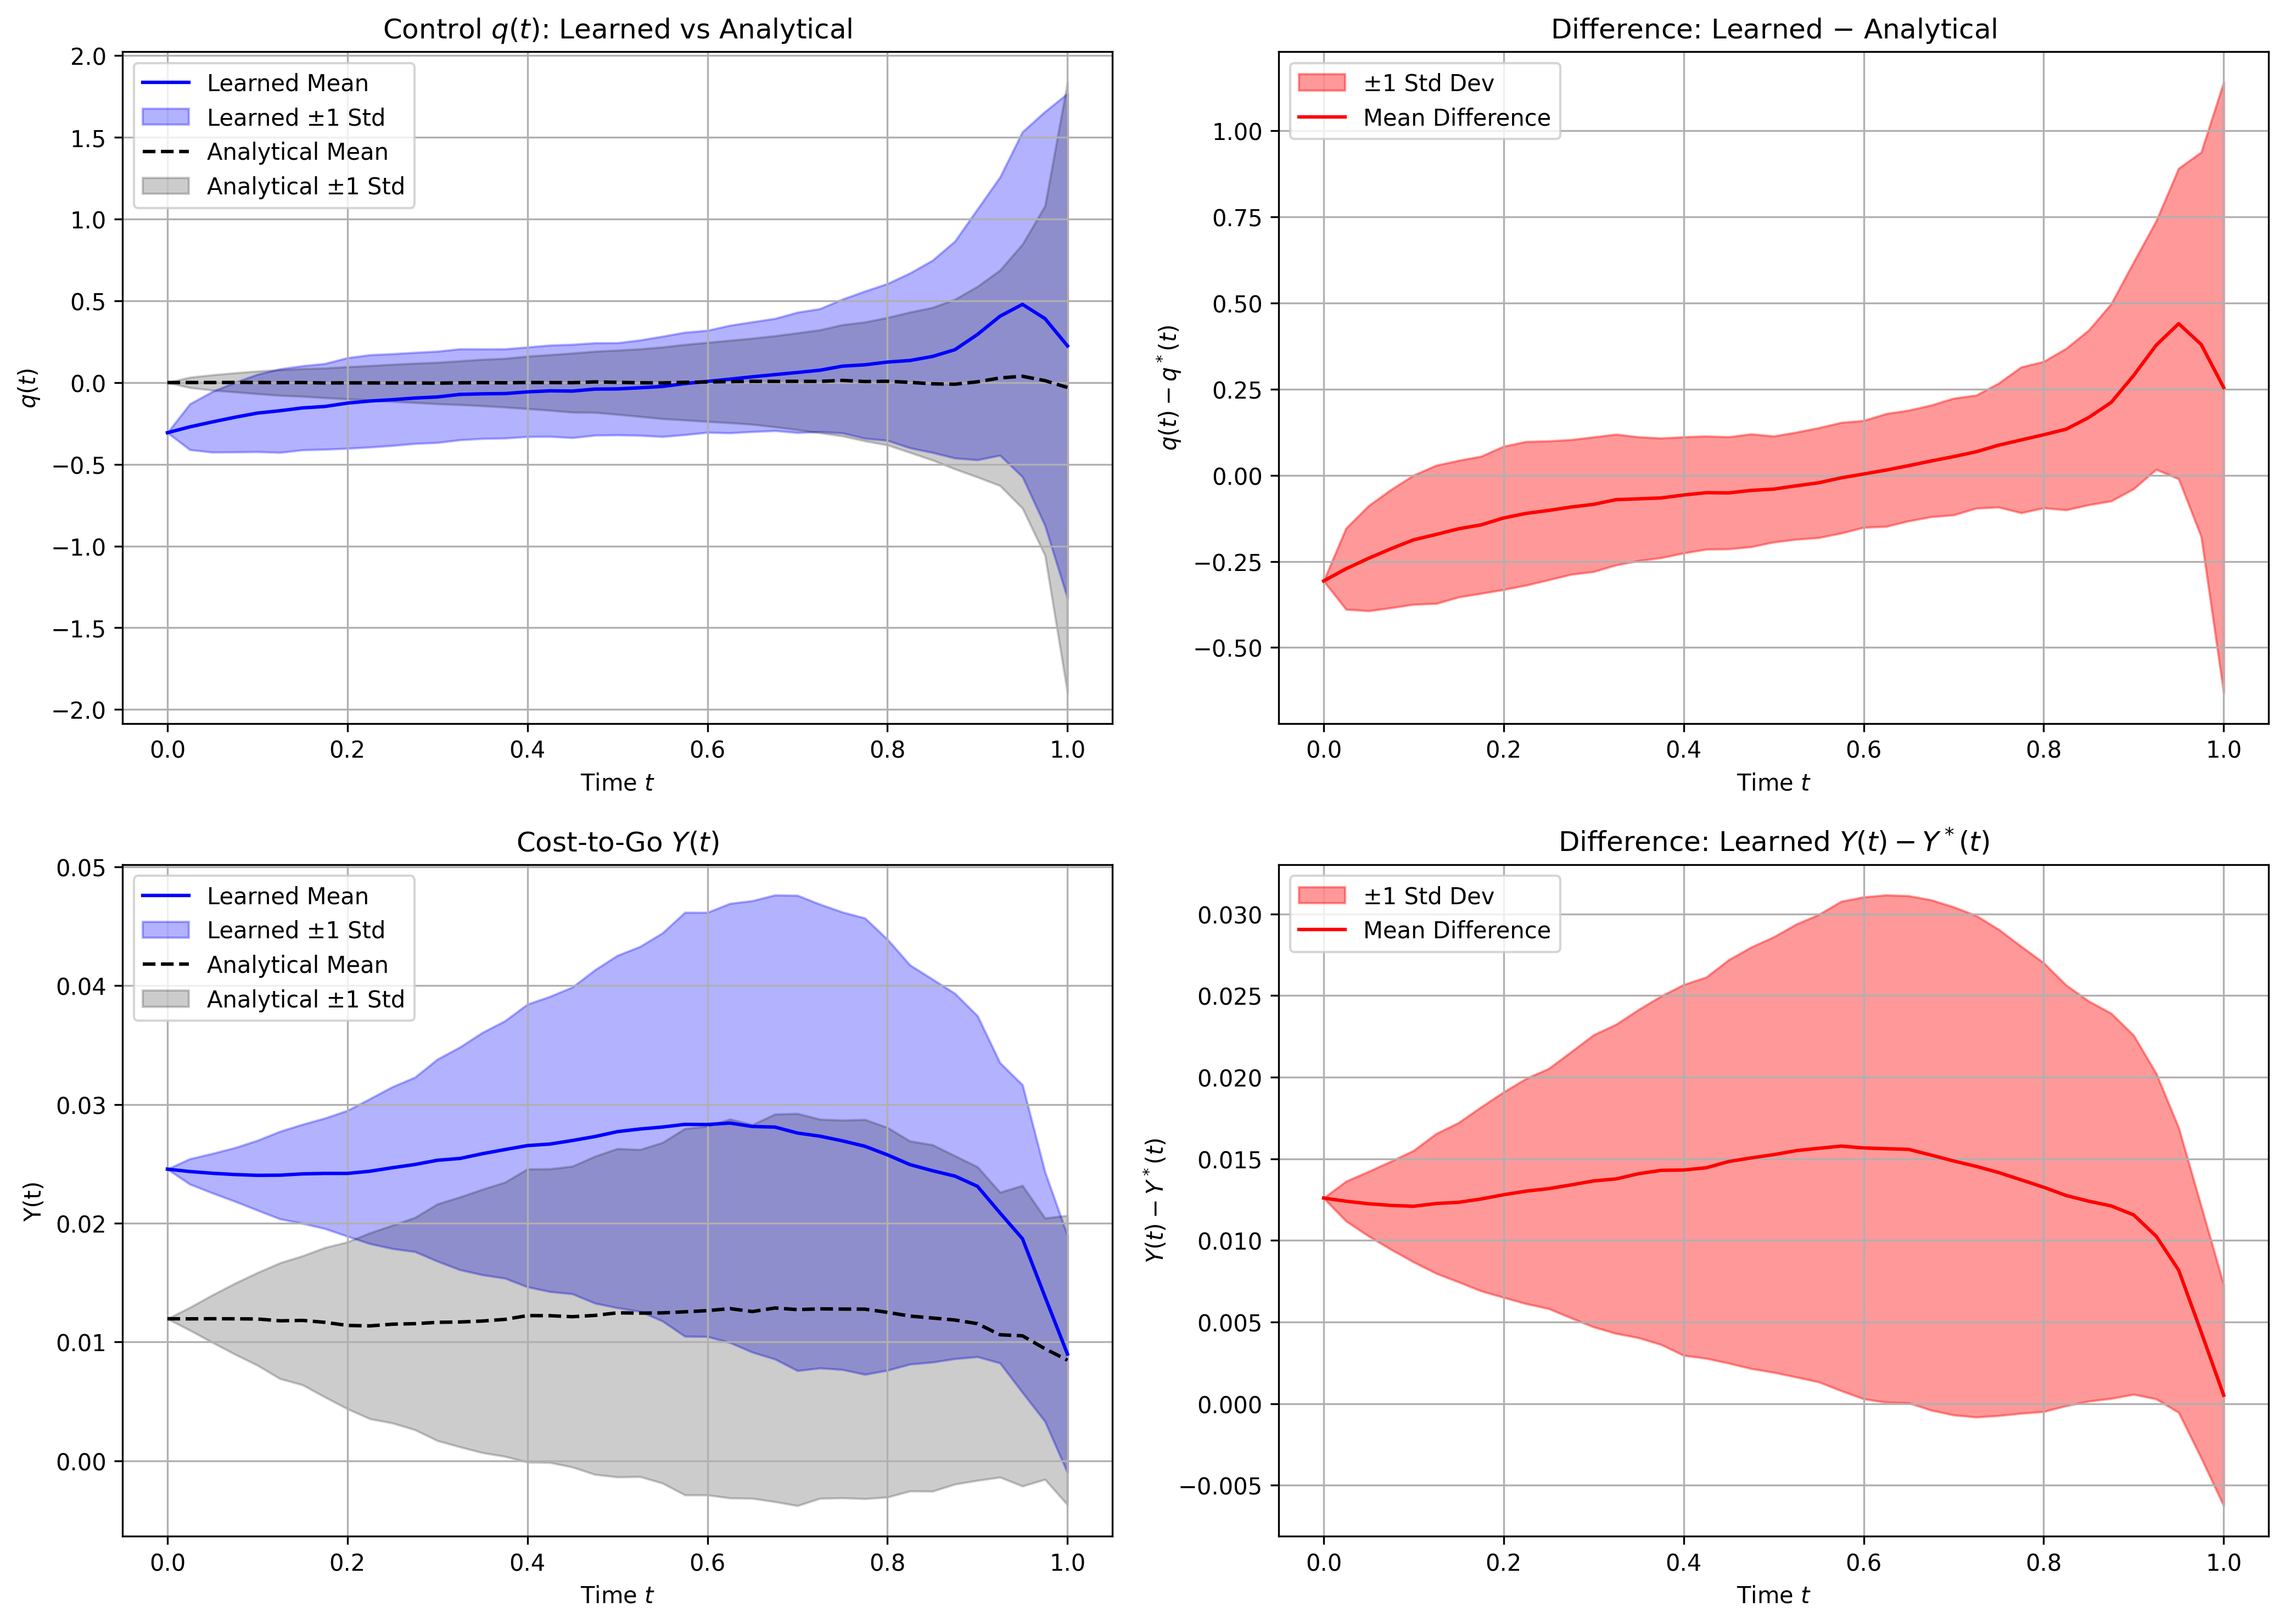 Control q(t): Learned vs Analytical
Learned Mean
Learned ±1 Std
Analytical Mean
Analytical ±1 Std
2.0
1.5
1.0
0.5
0.0
−0.5
−1.0
−1.5
−2.0
q(t)
0.0 0.2 0.4 0.6 0.8 1.0
Time t
Difference: Learned − Analytical
±1 Std Dev
Mean Difference
1.00
0.75
0.50
0.25
0.00
−0.25
−0.50
q(t) − q*(t)
0.0 0.2 0.4 0.6 0.8 1.0
Time t
Cost-to-Go Y(t)
Learned Mean
Learned ±1 Std
Analytical Mean
Analytical ±1 Std
0.05
0.04
0.03
0.02
0.01
0.00
Y(t)
0.0 0.2 0.4 0.6 0.8 1.0
Time t
Difference: Learned Y(t) − Y*(t)
±1 Std Dev
Mean Difference
0.030
0.025
0.020
0.015
0.010
0.005
0.000
−0.005
Y(t) − Y*(t)
0.0 0.2 0.4 0.6 0.8 1.0
Time t